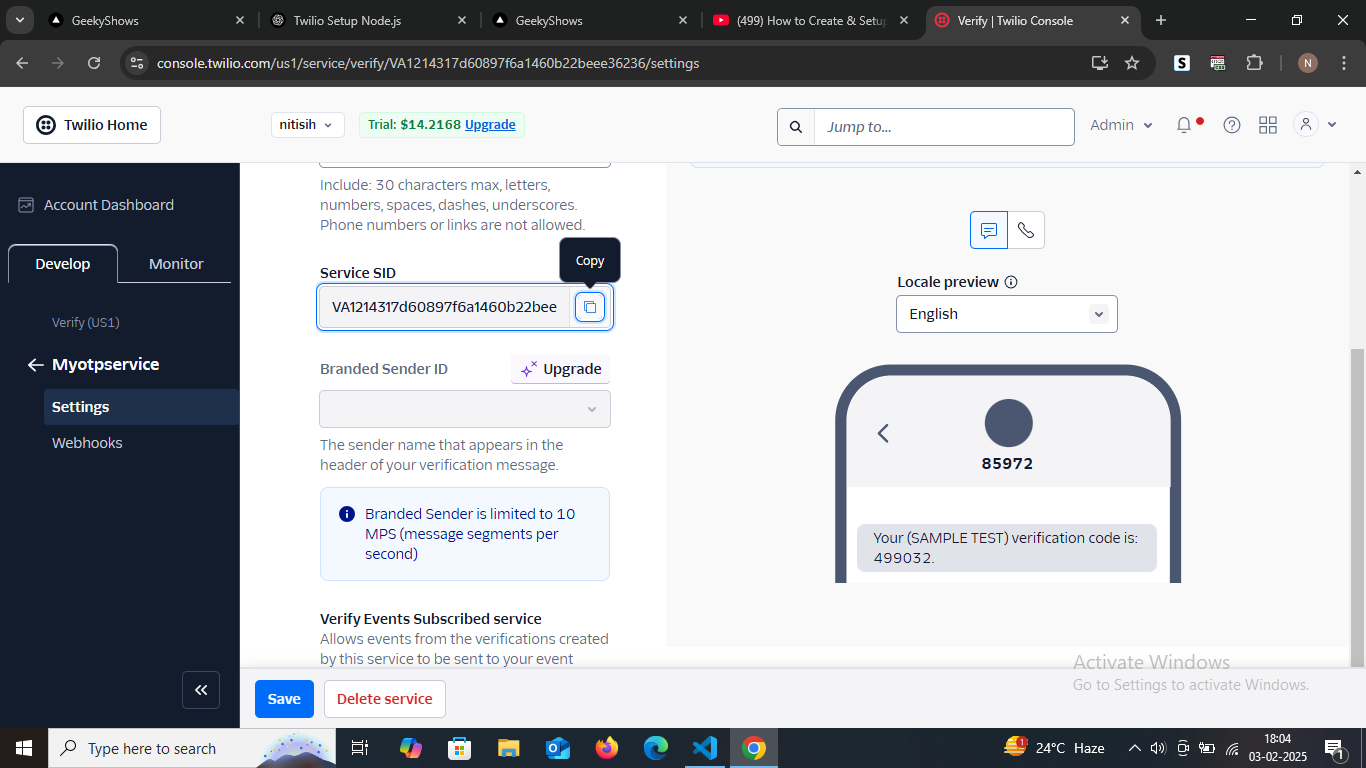 GeekyShows
Twilio Setup Node.js
GeekyShows
(499) How to Create & Setup
Verify | Twilio Console
console.twilio.com/us1/service/verify/VA1214317d60897f6a1460b22beee36236/settings
S
N
Twilio Home
nitisih
Trial: $14.2168 Upgrade
Jump to...
Admin
Account Dashboard
Develop
Monitor
Verify (US1)
Myotpservice
Settings
Webhooks
Include: 30 characters max, letters,
numbers, spaces, dashes, underscores.
Phone numbers or links are not allowed.
Copy
Service SID
VA1214317d60897f6a1460b22bee
Branded Sender ID
Upgrade
The sender name that appears in the
header of your verification message.
Branded Sender is limited to 10
MPS (message segments per
second)
Verify Events Subscribed service
Allows events from the verifications created
by this service to be sent to your event
Save
Delete service
Locale preview
English
85972
Your (SAMPLE TEST) verification code is:
499032.
Activate Windows
Go to Settings to activate Windows.
Type here to search
1
24°C Haze
18:04
03-02-2025
1